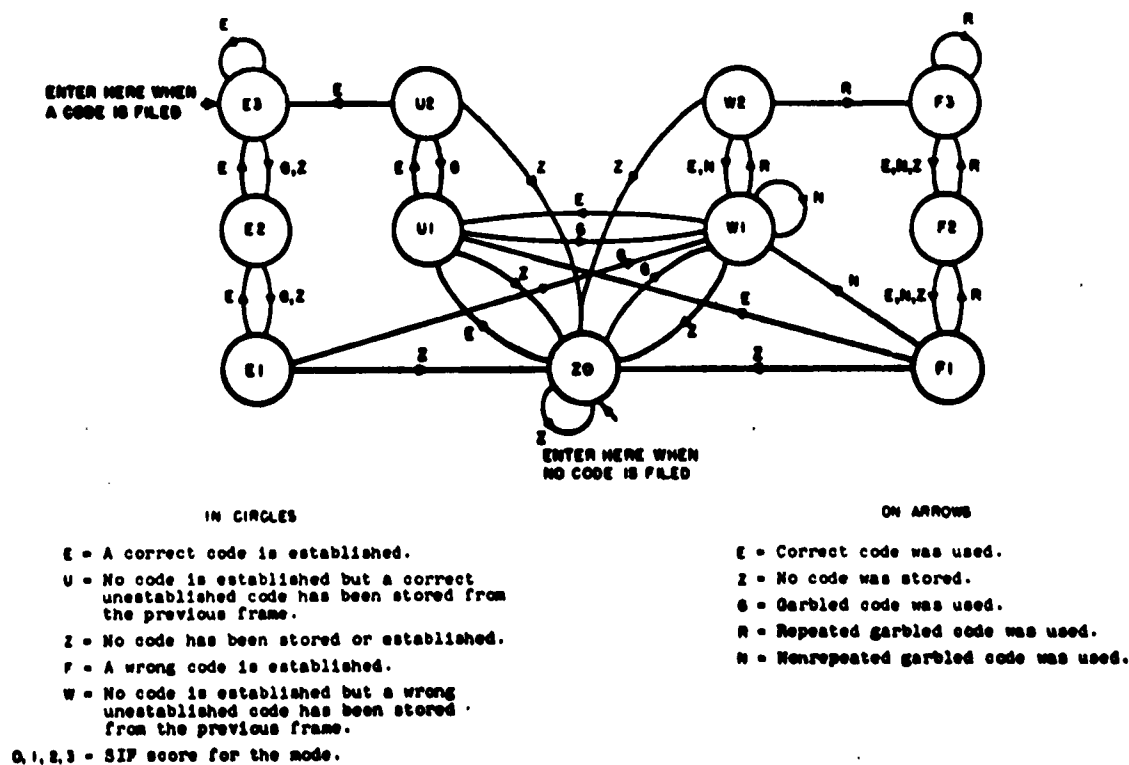 E
R
ENTER HERE WHEN
A CODE IS FILED
E3
E
U2
W2
R
F3
E
G,Z
E
G
Z
Z
E,N
R
E,N,Z
R
N
E2
U1
E
G
W1
F2
E
G,Z
Z
G
G
N
E,N,Z
R
E
E
Z
E1
Z
Z0
Z
F1
Z
ENTER HERE WHEN
NO CODE IS FILED
IN CIRCLES
E = A correct code is established.
U = No code is established but a correct
unestablished code has been stored from
the previous frame.
Z = No code has been stored or established.
F = A wrong code is established.
W = No code is established but a wrong
unestablished code has been stored
from the previous frame.
0,1,2,3 = SIF score for the mode.
ON ARROWS
E = Correct code was used.
Z = No code was stored.
G = Garbled code was used.
R = Repeated garbled code was used.
N = Nonrepeated garbled code was used.